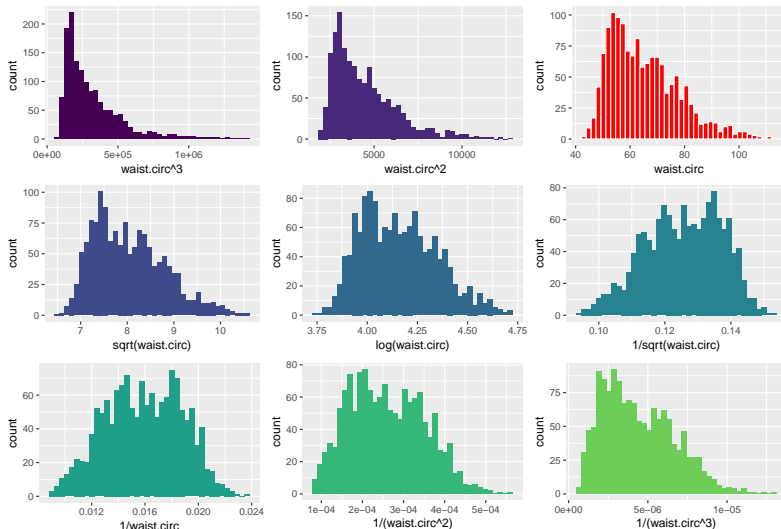 count
200
150
100
50
0
0e+00 5e+05 1e+06
waist.circ^3
count
150
100
50
0
5000 10000
waist.circ^2
count
100
75
50
25
0
40 60 80 100
waist.circ
count
100
75
50
25
0
7 8 9 10
sqrt(waist.circ)
count
80
60
40
20
0
3.75 4.00 4.25 4.50 4.75
log(waist.circ)
count
80
60
40
20
0
0.10 0.12 0.14
1/sqrt(waist.circ)
count
60
40
20
0
0.012 0.016 0.020 0.024
1/waist.circ
count
80
60
40
20
0
1e-04 2e-04 3e-04 4e-04 5e-04
1/(waist.circ^2)
count
75
50
25
0
0e+00 5e-06 1e-05
1/(waist.circ^3)